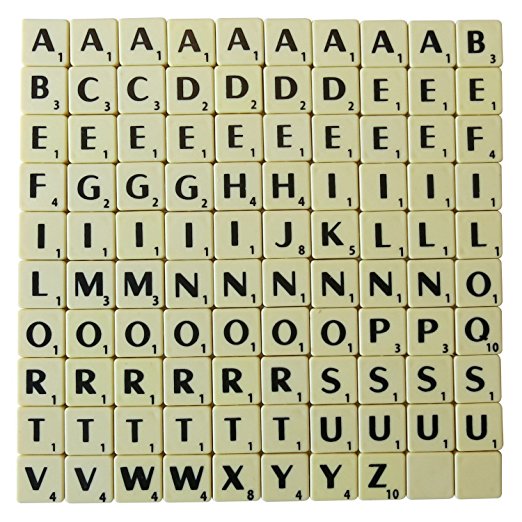 A1 A1 A1 A1 A1 A1 A1 A1 A1 B3
B3 C3 C3 D2 D2 D2 D2 E1 E1 E1
E1 E1 E1 E1 E1 E1 E1 E1 E1 F4
F4 G2 G2 G2 H4 H4 I1 I1 I1 I1
I1 I1 I1 I1 I1 J8 K5 L1 L1 L1
L1 M3 M3 N1 N1 N1 N1 N1 N1 O1
O1 O1 O1 O1 O1 O1 O1 P3 P3 Q10
R1 R1 R1 R1 R1 R1 S1 S1 S1 S1
T1 T1 T1 T1 T1 T1 U1 U1 U1 U1
V4 V4 W4 W4 X8 Y4 Y4 Z10